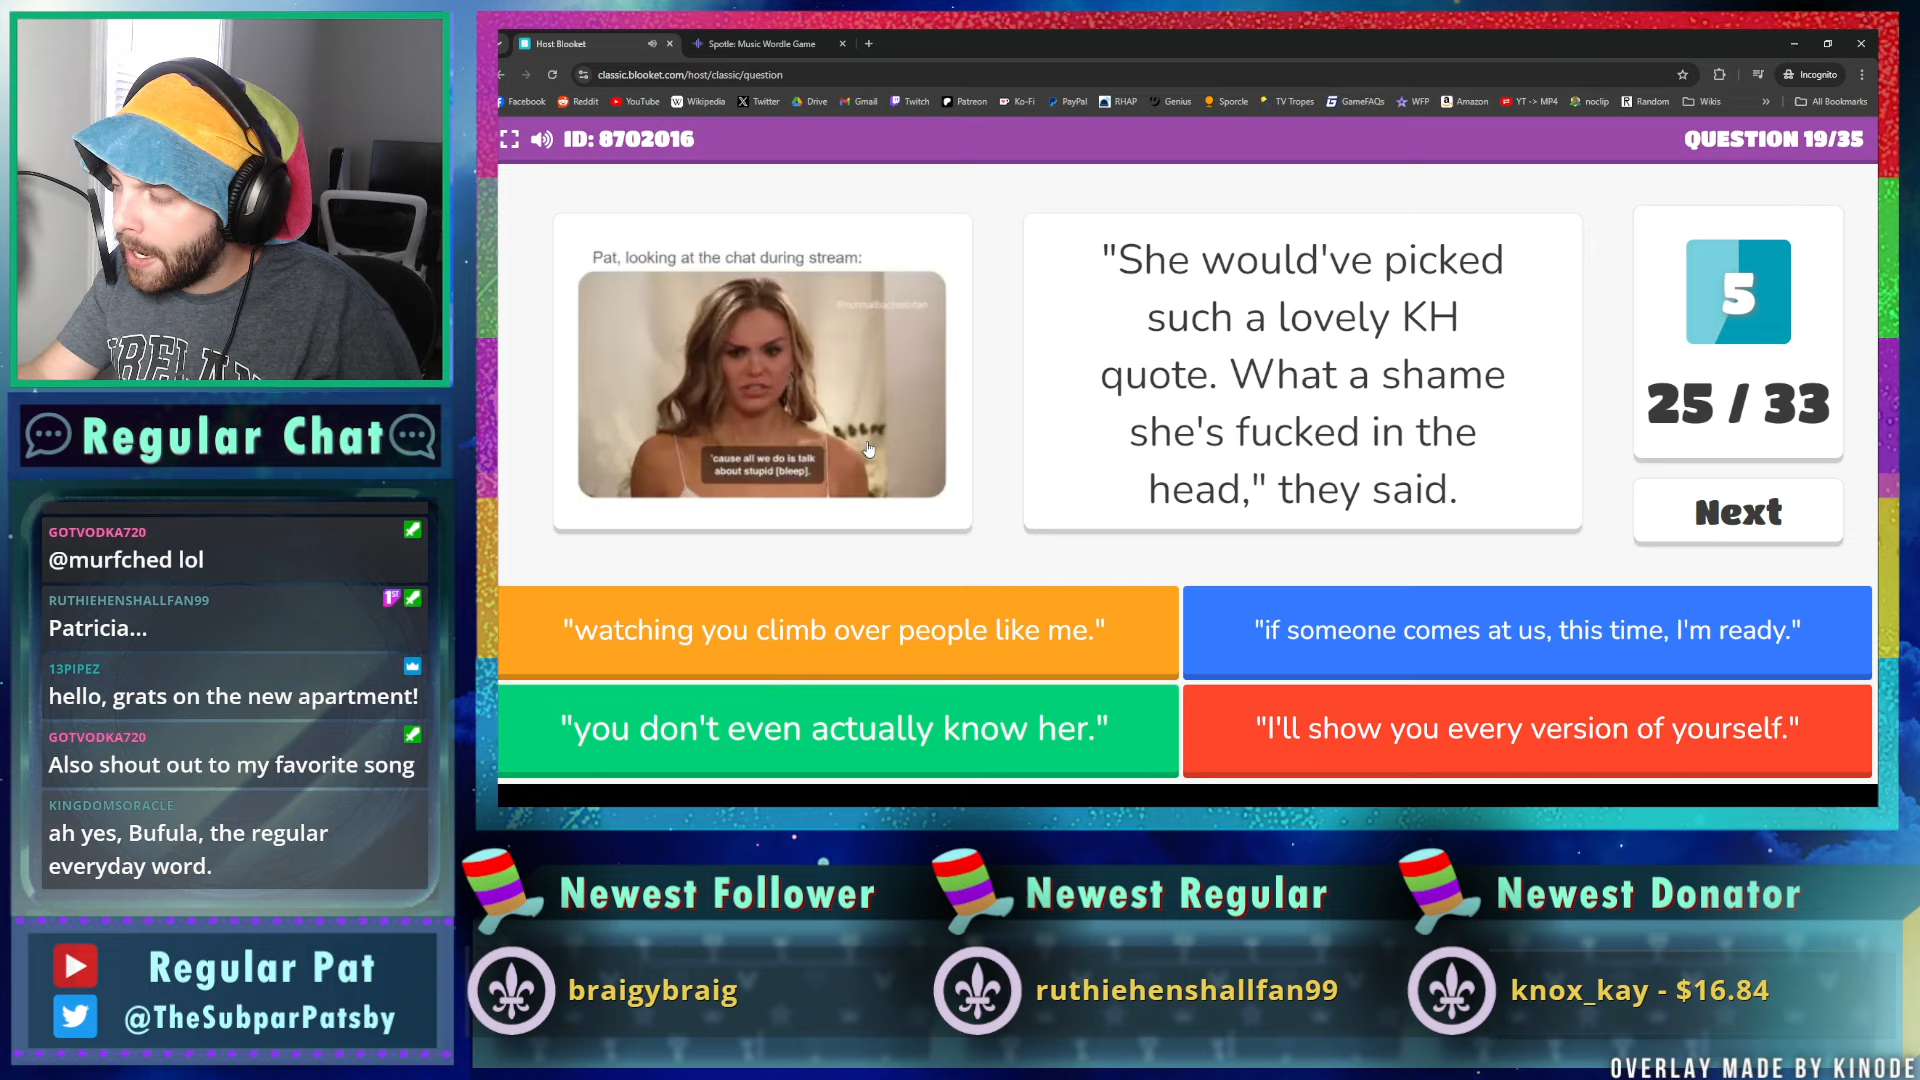 Host Blooket
Spotle: Music Wordle Game
classic.blooket.com/host/classic/question
Incognito
Facebook
Reddit
YouTube
Wikipedia
Twitter
Drive
Gmail
Twitch
Patreon
Ko-Fi
PayPal
RHAP
Genius
Sporcle
TV Tropes
GameFAQs
WFP
Amazon
YT -> MP4
noclip
Random
Wikis
All Bookmarks
ID: 8702016
QUESTION 19/35
Pat, looking at the chat during stream:
@normalbachnatnfan
'cause all we do is talk
about stupid [bleep].
"She would've picked
such a lovely KH
quote. What a shame
she's fucked in the
head," they said.
5
25 / 33
Next
"watching you climb over people like me."
"if someone comes at us, this time, I'm ready."
"you don't even actually know her."
"I'll show you every version of yourself."
Regular Chat
GOTVODKA720
@murfched lol
RUTHIEHENSHALLFAN99
1ST
Patricia...
13PIPEZ
hello, grats on the new apartment!
GOTVODKA720
Also shout out to my favorite song
KINGDOMSORACLE
ah yes, Bufula, the regular
everyday word.
Regular Pat
@TheSubparPatsby
Newest Follower
braigybraig
Newest Regular
ruthiehenshallfan99
Newest Donator
knox_kay - $16.84
OVERLAY MADE BY KINODE